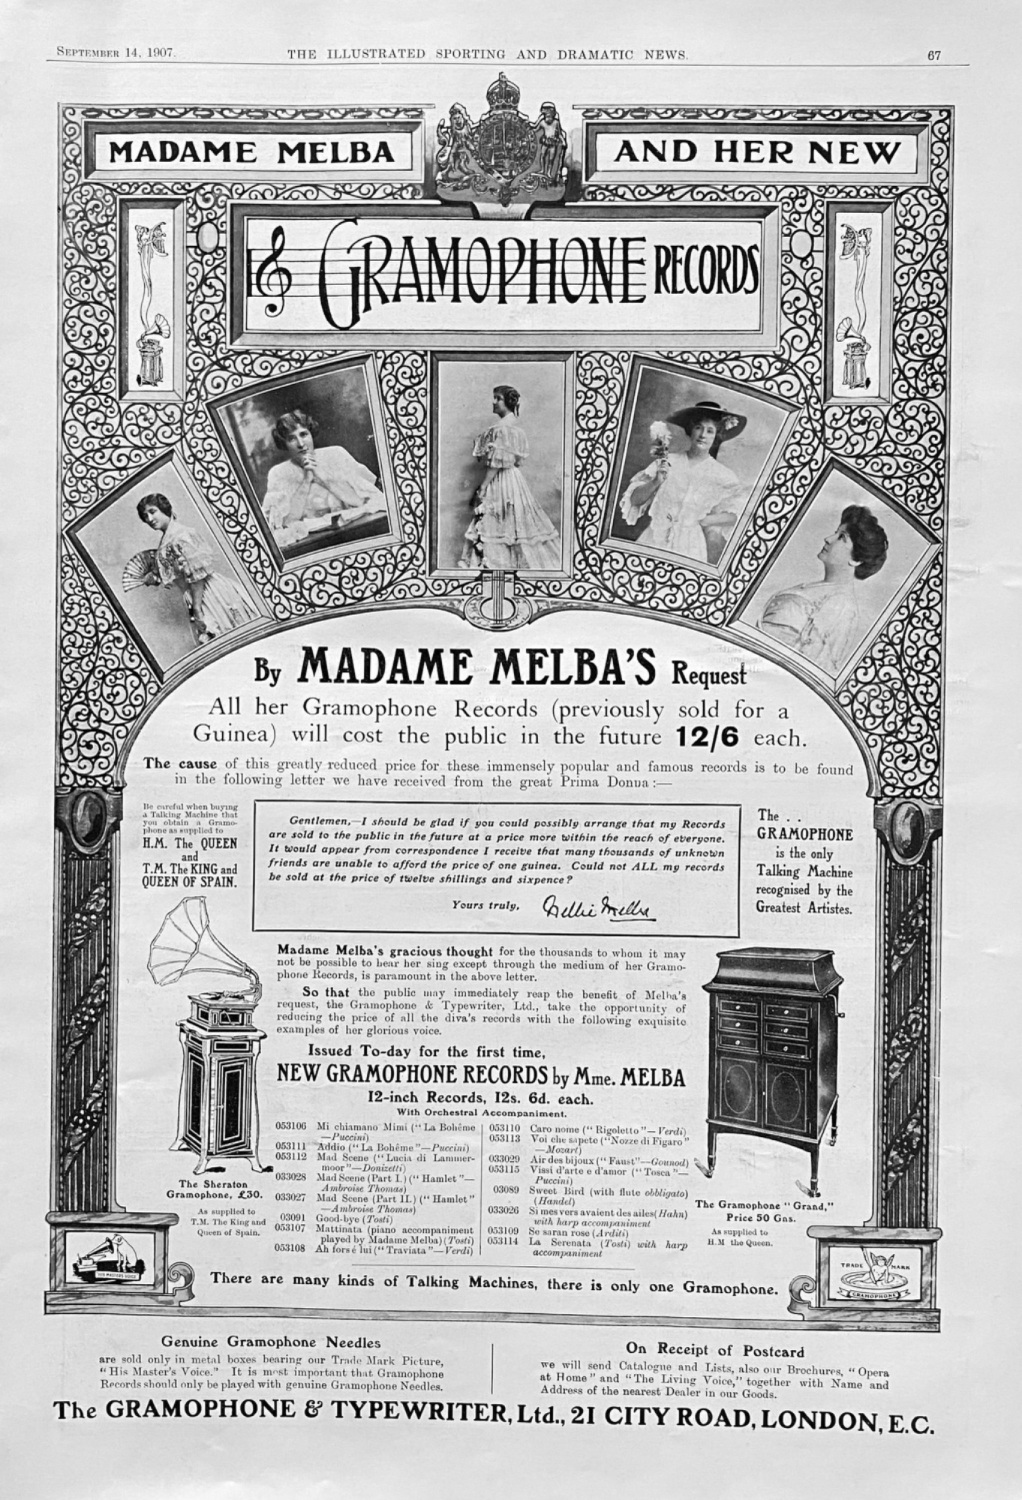 September 14, 1907.
THE ILLUSTRATED SPORTING AND DRAMATIC NEWS.
67
MADAME MELBA
AND HER NEW
GRAMOPHONE RECORDS
By MADAME MELBA'S Request
All her Gramophone Records (previously sold for a
Guinea) will cost the public in the future 12/6 each.
The cause of this greatly reduced price for these immensely popular and famous records is to be found
in the following letter we have received from the great Prima Donna:—
Be careful when buying
a Talking Machine that
you obtain a Gramo-
phone as supplied to
H.M. The QUEEN
and
T.M. The KING and
QUEEN OF SPAIN.
Gentlemen,—I should be glad if you could possibly arrange that my Records
are sold to the public in the future at a price more within the reach of everyone.
It would appear from correspondence I receive that many thousands of unknown
friends are unable to afford the price of one guinea. Could not ALL my records
be sold at the price of twelve shillings and sixpence?
Yours truly,
Nellie Melba
The . .
GRAMOPHONE
is the only
Talking Machine
recognised by the
Greatest Artistes.
Madame Melba's gracious thought for the thousands to whom it may
not be possible to hear her sing except through the medium of her Gramo-
phone Records, is paramount in the above letter.
So that the public may immediately reap the benefit of Melba's
request, the Gramophone & Typewriter, Ltd., take the opportunity of
reducing the price of all the diva's records with the following exquisite
examples of her glorious voice.
Issued To-day for the first time,
NEW GRAMOPHONE RECORDS by Mme. MELBA
12-inch Records, 12s. 6d. each.
With Orchestral Accompaniment.
053106 Mi chiamano Mimi ("La Bohême
—Puccini)
053111 Addio ("La Bohême"—Puccini)
053112 Mad Scene ("Lucia di Lammer-
moor"—Donizetti)
033028 Mad Scene (Part I.) ("Hamlet"—
Ambroise Thomas)
033027 Mad Scene (Part II.) ("Hamlet"
—Ambroise Thomas)
03091 Good-bye (Tosti)
053107 Mattinata (piano accompaniment
played by Madame Melba) (Tosti)
053108 Ah fors é lui ("Traviata"—Verdi)
053110 Caro nome ("Rigoletto"—Verdi)
053113 Voi che sapete ("Nozze di Figaro"
—Mozart)
033029 Air des bijoux ("Faust"—Gounod)
053115 Vissi d'arte e d'amor ("Tosca"—
Puccini)
03089 Sweet Bird (with flute obbligato)
(Handel)
033026 Si mes vers avaient des ailes (Hahn)
with harp accompaniment
053109 Se saran rose (Arditi)
053114 La Serenata (Tosti) with harp
accompaniment
The Sheraton
Gramophone, £30.
As supplied to
T.M. The King and
Queen of Spain.
The Gramophone "Grand,"
Price 50 Gns.
As supplied to
H.M the Queen.
HIS MASTERS VOICE
TRADE MARK
GRAMOPHONE
There are many kinds of Talking Machines, there is only one Gramophone.
Genuine Gramophone Needles
are sold only in metal boxes bearing our Trade Mark Picture,
"His Master's Voice." It is most important that Gramophone
Records should only be played with genuine Gramophone Needles.
On Receipt of Postcard
we will send Catalogue and Lists, also our Brochures, "Opera
at Home" and "The Living Voice," together with Name and
Address of the nearest Dealer in our Goods.
The GRAMOPHONE & TYPEWRITER, Ltd., 21 CITY ROAD, LONDON, E.C.